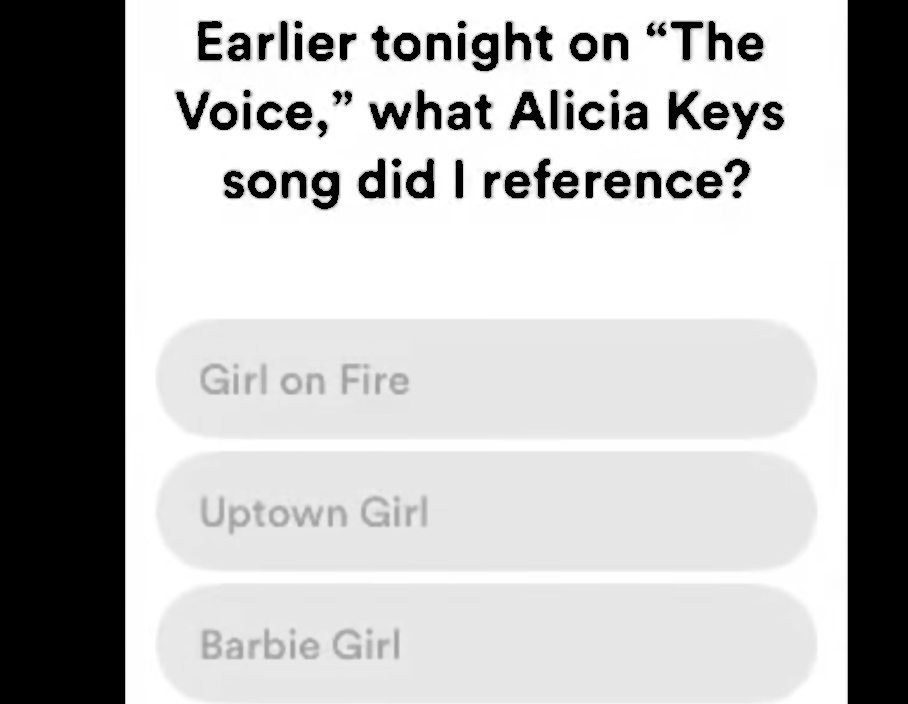 Earlier tonight on “The
Voice,” what Alicia Keys
song did I reference?
Girl on Fire
Uptown Girl
Barbie Girl